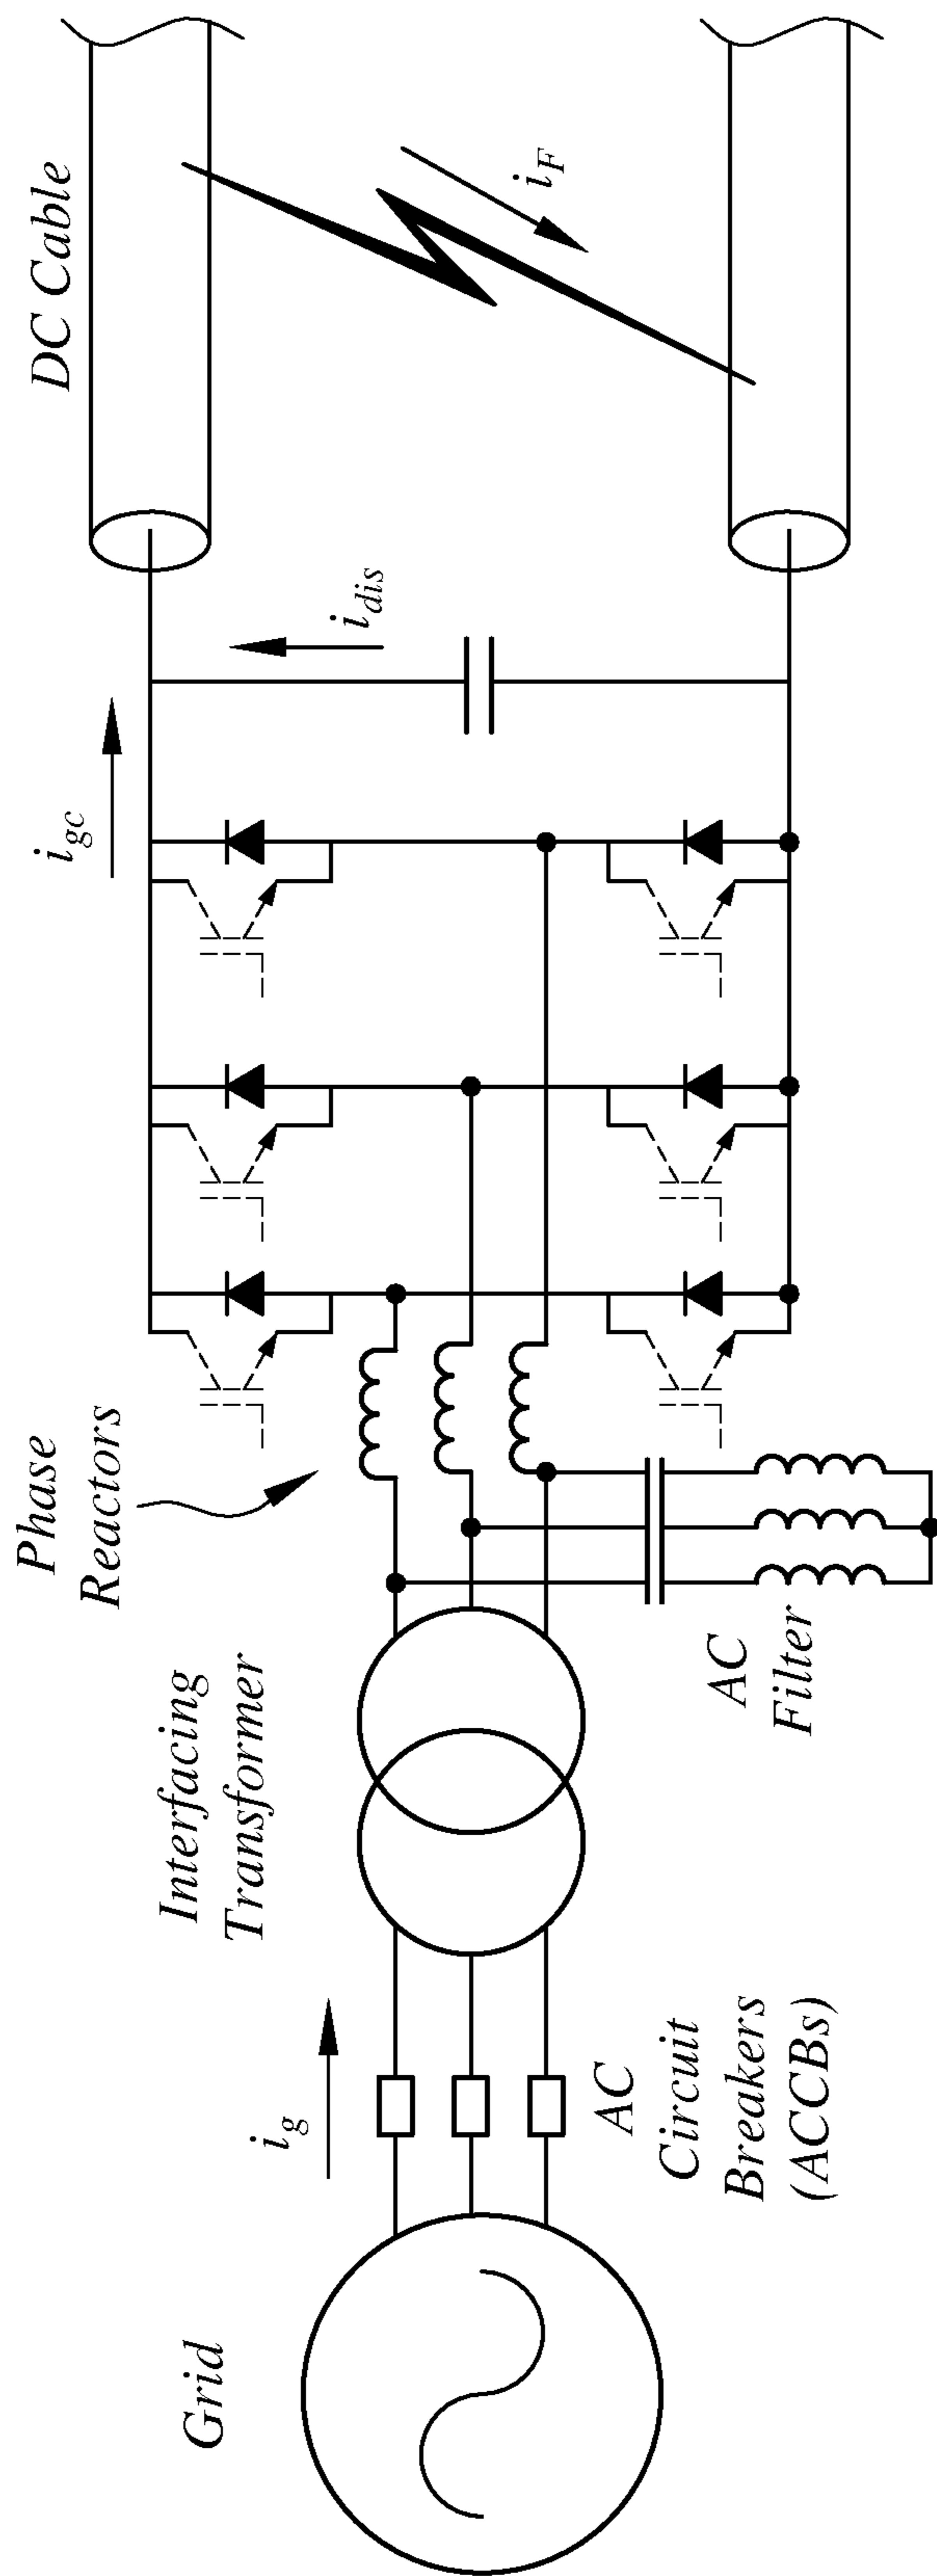 Grid
i_g
AC
Circuit
Breakers
(ACCBs)
Interfacing
Transformer
Phase
Reactors
AC
Filter
i_gc
i_dis
DC Cable
i_F